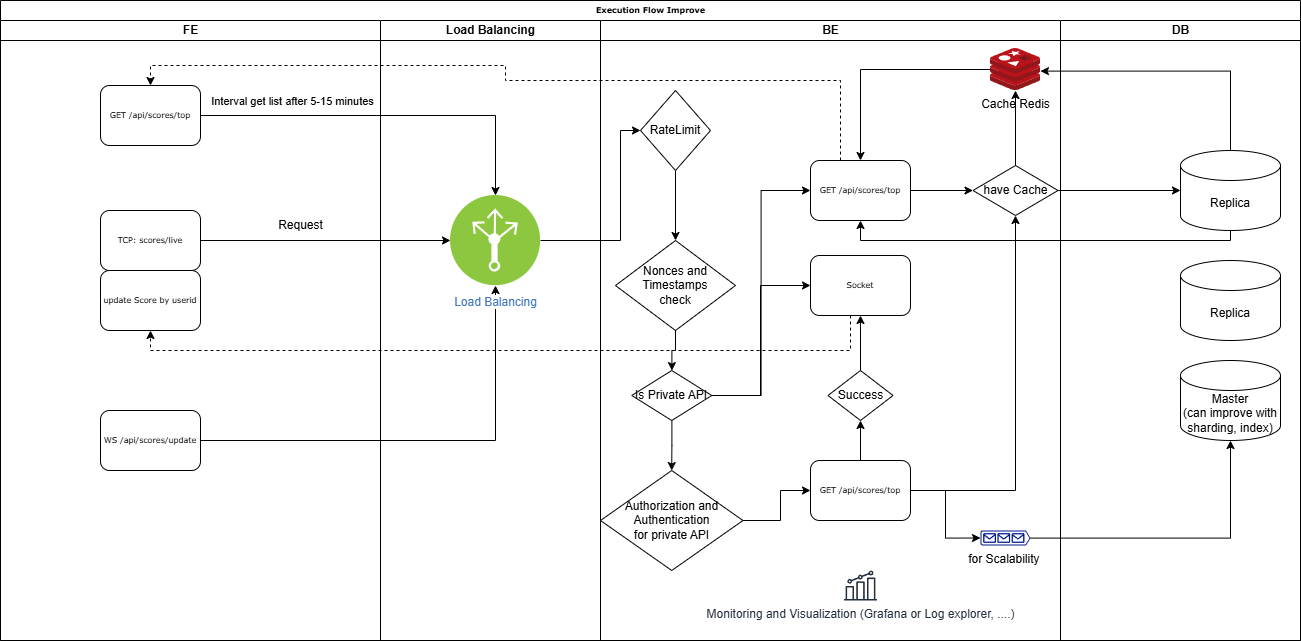 Execution Flow Improve
FE
Load Balancing
BE
DB
GET /api/scores/top
Interval get list after 5-15 minutes
TCP: scores/live
Request
update Score by userid
WS /api/scores/update
Load Balancing
RateLimit
Nonces and
Timestamps
check
Is Private API
Authorization and
Authentication
for private API
GET /api/scores/top
Socket
Success
GET /api/scores/top
Cache Redis
have Cache
for Scalability
Monitoring and Visualization (Grafana or Log explorer, ....)
Replica
Replica
Master
(can improve with
sharding, index)